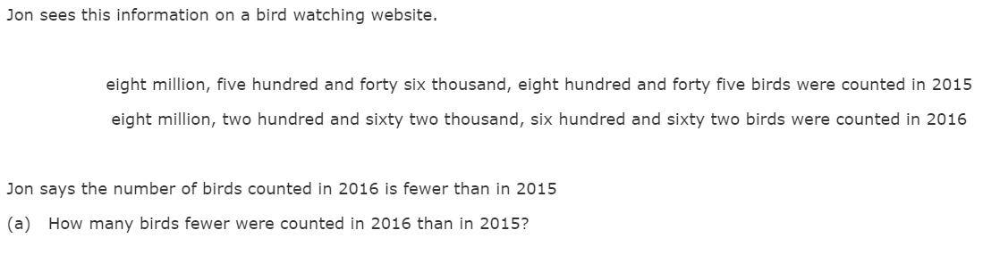 Jon sees this information on a bird watching website.
eight million, five hundred and forty six thousand, eight hundred and forty five birds were counted in 2015
eight million, two hundred and sixty two thousand, six hundred and sixty two birds were counted in 2016
Jon says the number of birds counted in 2016 is fewer than in 2015
(a) How many birds fewer were counted in 2016 than in 2015?